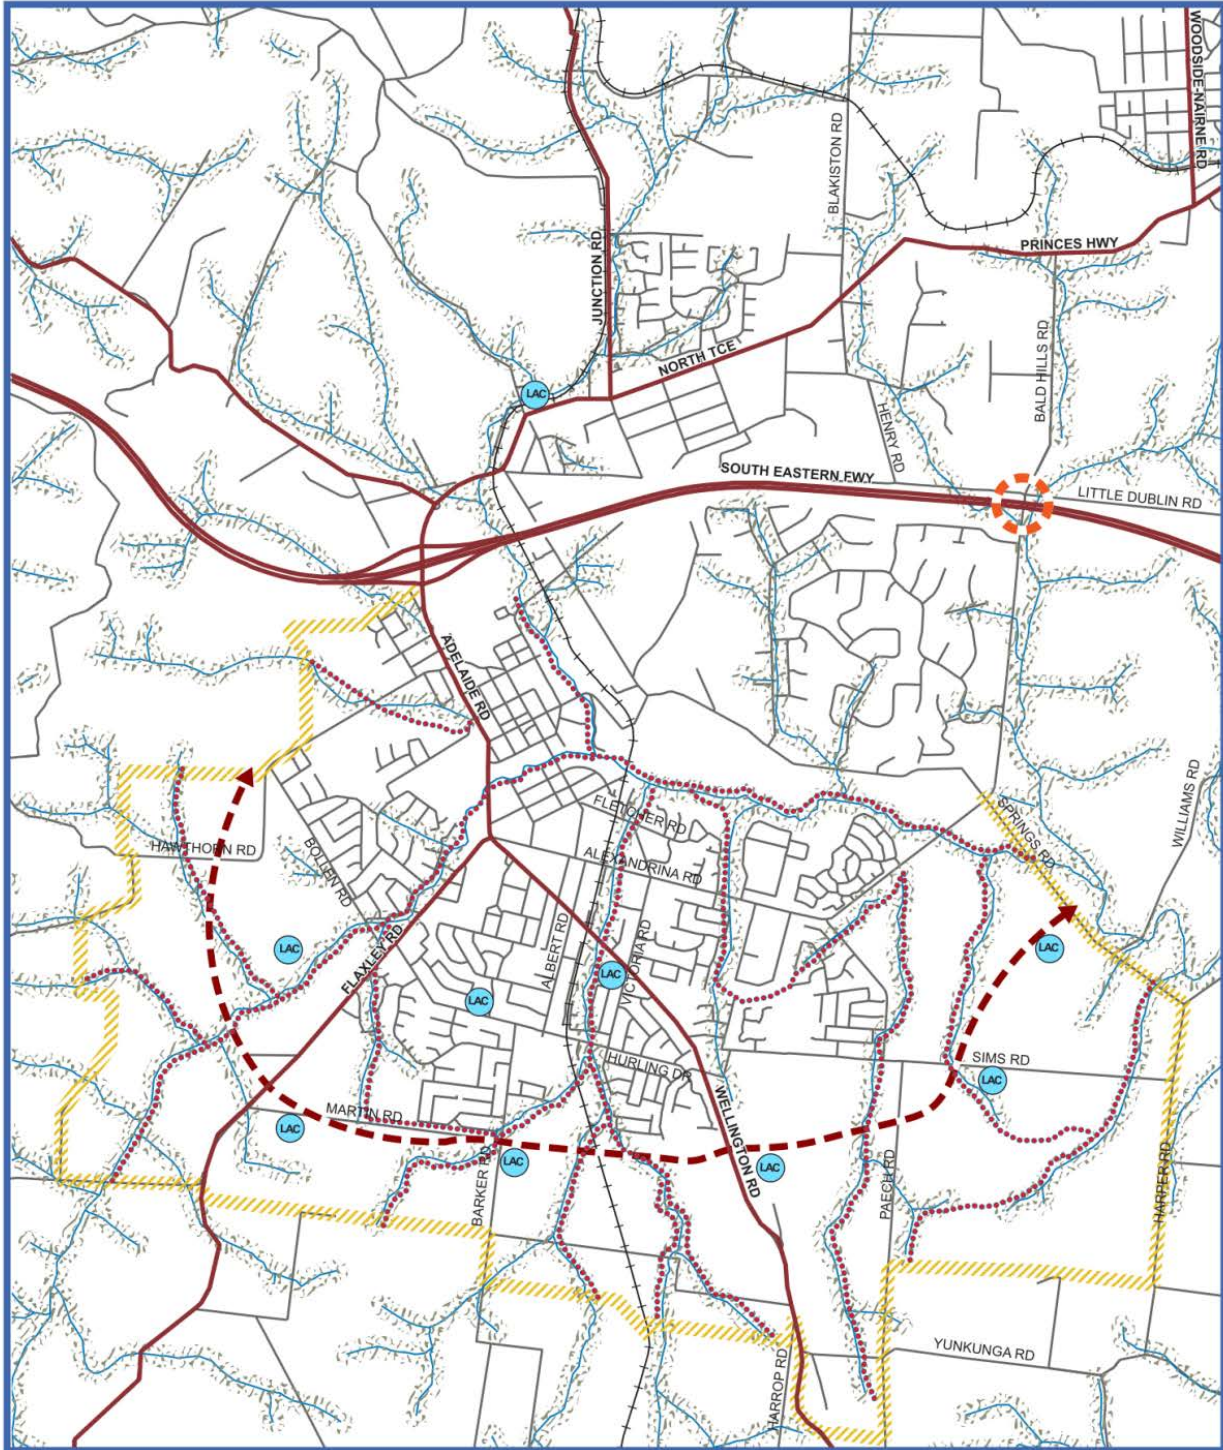 WOODSIDE-NAIRNE RD
BLAKISTON RD
PRINCES HWY
JUNCTION RD
NORTH TCE
BALD HILLS RD
LAC
HENRY RD
SOUTH EASTERN FWY
LITTLE DUBLIN RD
ADELAIDE RD
WILLIAMS RD
FLETCHER RD
SPRINGS RD
HAWTHORN RD
BOLLEN RD
ALEXANDRINA RD
LAC
FLAXLEY RD
ALBERT RD
VICTORIA RD
LAC
LAC
LAC
HURLING DR
SIMS RD
LAC
MARTIN RD
LAC
WELLINGTON RD
LAC
LAC
BARKER RD
PAECH RD
HARPER RD
YUNKUNGA RD
HARROP RD